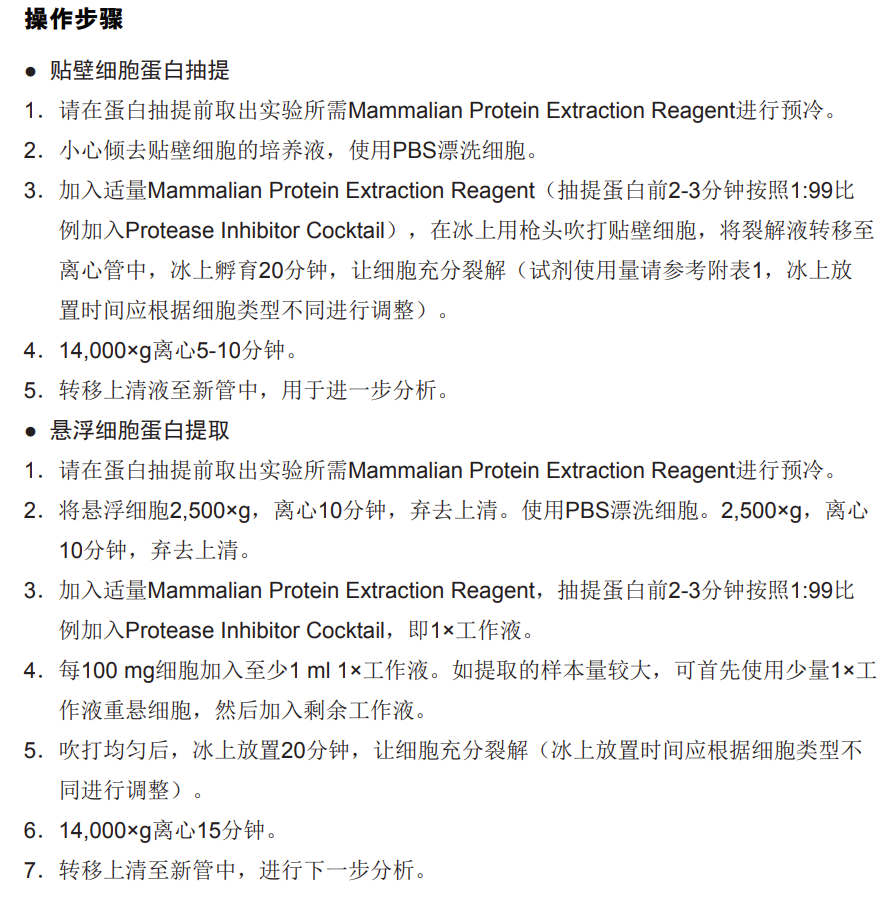 操作步骤
● 贴壁细胞蛋白抽提
1．请在蛋白抽提前取出实验所需Mammalian Protein Extraction Reagent进行预冷。
2．小心倾去贴壁细胞的培养液，使用PBS漂洗细胞。
3．加入适量Mammalian Protein Extraction Reagent（抽提蛋白前2-3分钟按照1:99比
例加入Protease Inhibitor Cocktail），在冰上用枪头吹打贴壁细胞，将裂解液转移至
离心管中，冰上孵育20分钟，让细胞充分裂解（试剂使用量请参考附表1，冰上放
置时间应根据细胞类型不同进行调整）。
4．14,000×g离心5-10分钟。
5．转移上清液至新管中，用于进一步分析。
● 悬浮细胞蛋白提取
1．请在蛋白抽提前取出实验所需Mammalian Protein Extraction Reagent进行预冷。
2．将悬浮细胞2,500×g，离心10分钟，弃去上清。使用PBS漂洗细胞。2,500×g，离心
10分钟，弃去上清。
3．加入适量Mammalian Protein Extraction Reagent，抽提蛋白前2-3分钟按照1:99比
例加入Protease Inhibitor Cocktail，即1×工作液。
4．每100 mg细胞加入至少1 ml 1×工作液。如提取的样本量较大，可首先使用少量1×工
作液重悬细胞，然后加入剩余工作液。
5．吹打均匀后，冰上放置20分钟，让细胞充分裂解（冰上放置时间应根据细胞类型不
同进行调整）。
6．14,000×g离心15分钟。
7．转移上清至新管中，进行下一步分析。